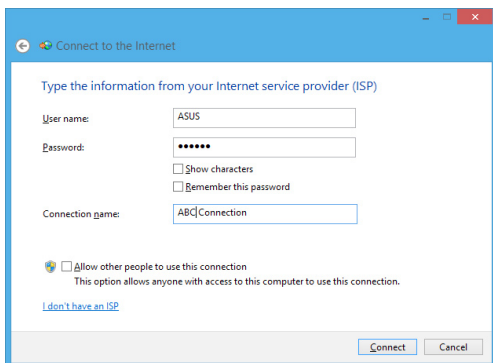 Connect to the Internet
Type the information from your Internet service provider (ISP)
User name: ASUS
Password: ••••••
Show characters
Remember this password
Connection name: ABC Connection
Allow other people to use this connection
This option allows anyone with access to this computer to use this connection.
I don't have an ISP
Connect Cancel